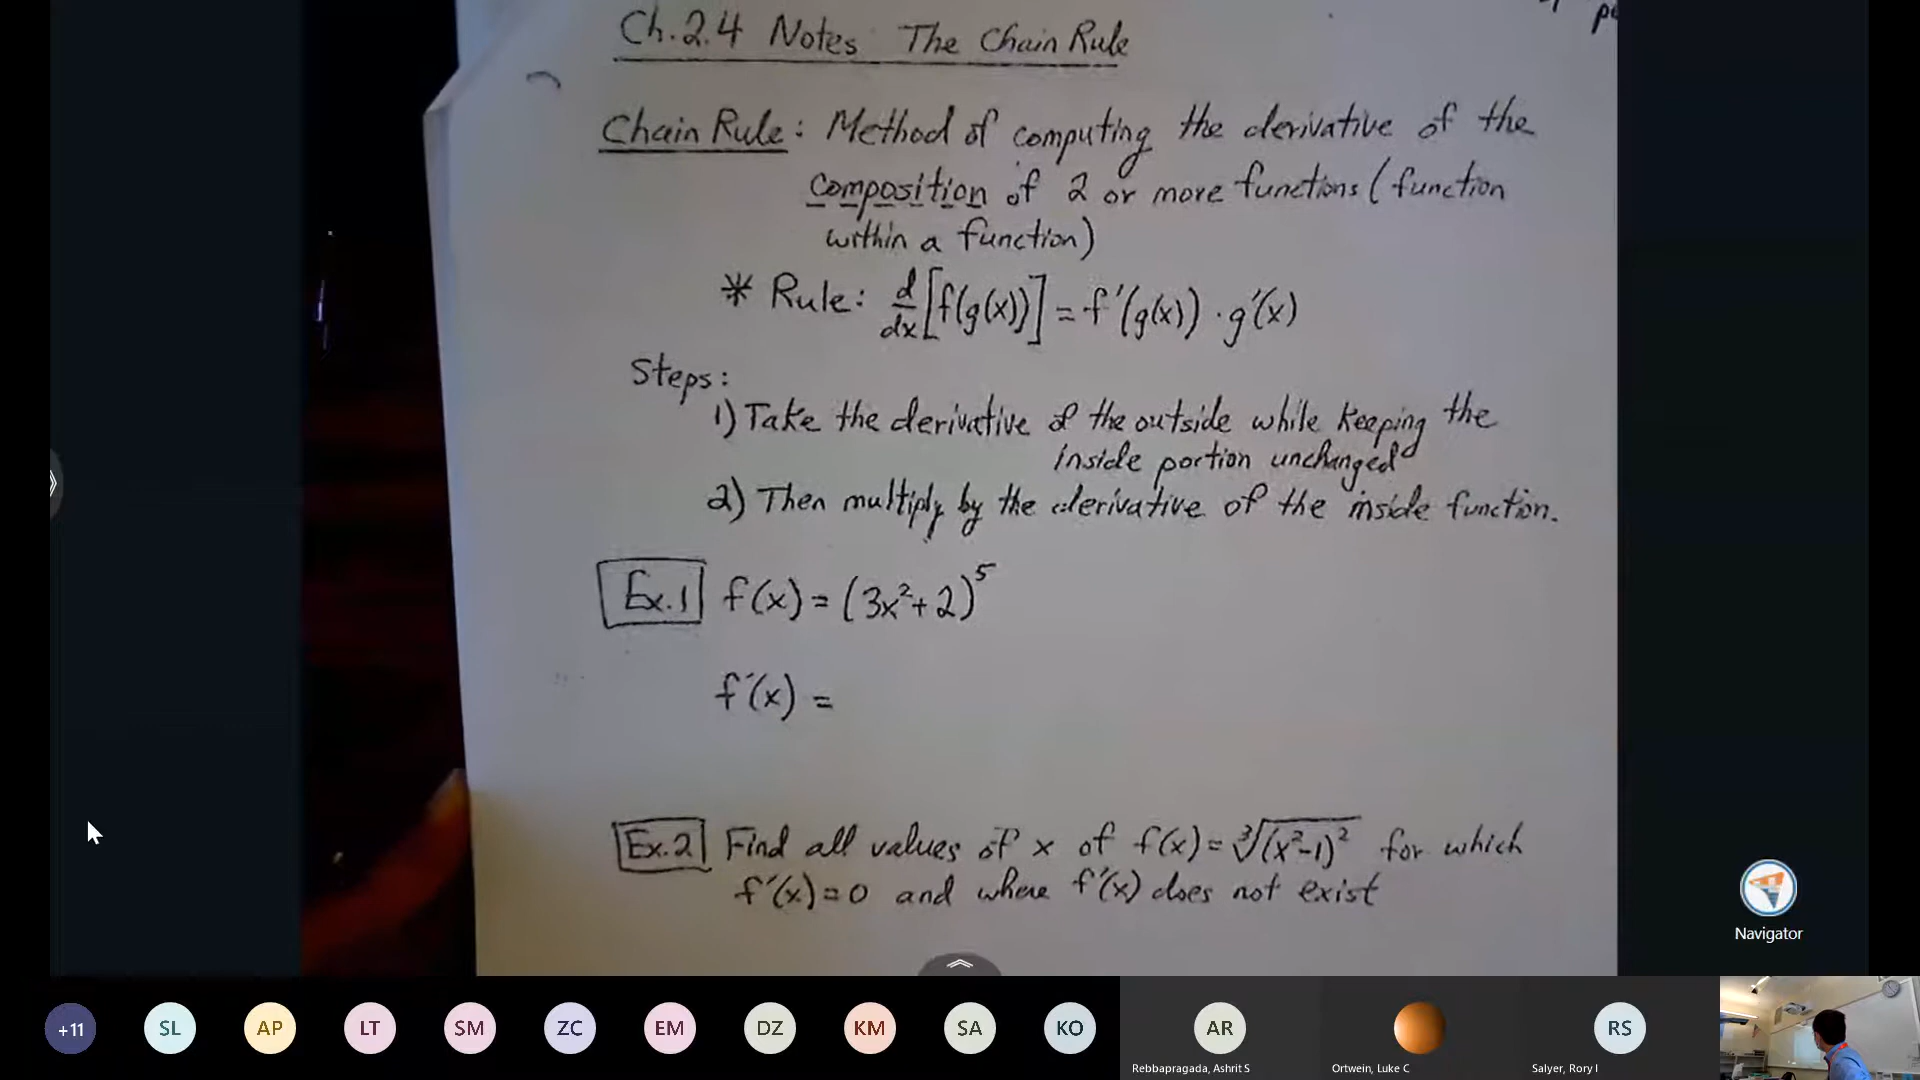 Ch.2.4 Notes The Chain Rule
Chain Rule: Method of computing the derivative of the
composition of 2 or more functions (function
within a function)
* Rule: d/dx [f(g(x))] = f'(g(x)) · g'(x)
Steps:
1) Take the derivative of the outside while keeping the
inside portion unchanged
2) Then multiply by the derivative of the inside function.
Ex.1 f(x) = (3x²+2)⁵
f'(x) =
Ex.2 Find all values of x of f(x) = ∛(x²-1)² for which
f'(x) = 0 and where f'(x) does not exist
Navigator
+11 SL AP LT SM ZC EM DZ KM SA KO AR RS
Rebbapragada, Ashrit S Ortwein, Luke C Salyer, Rory I